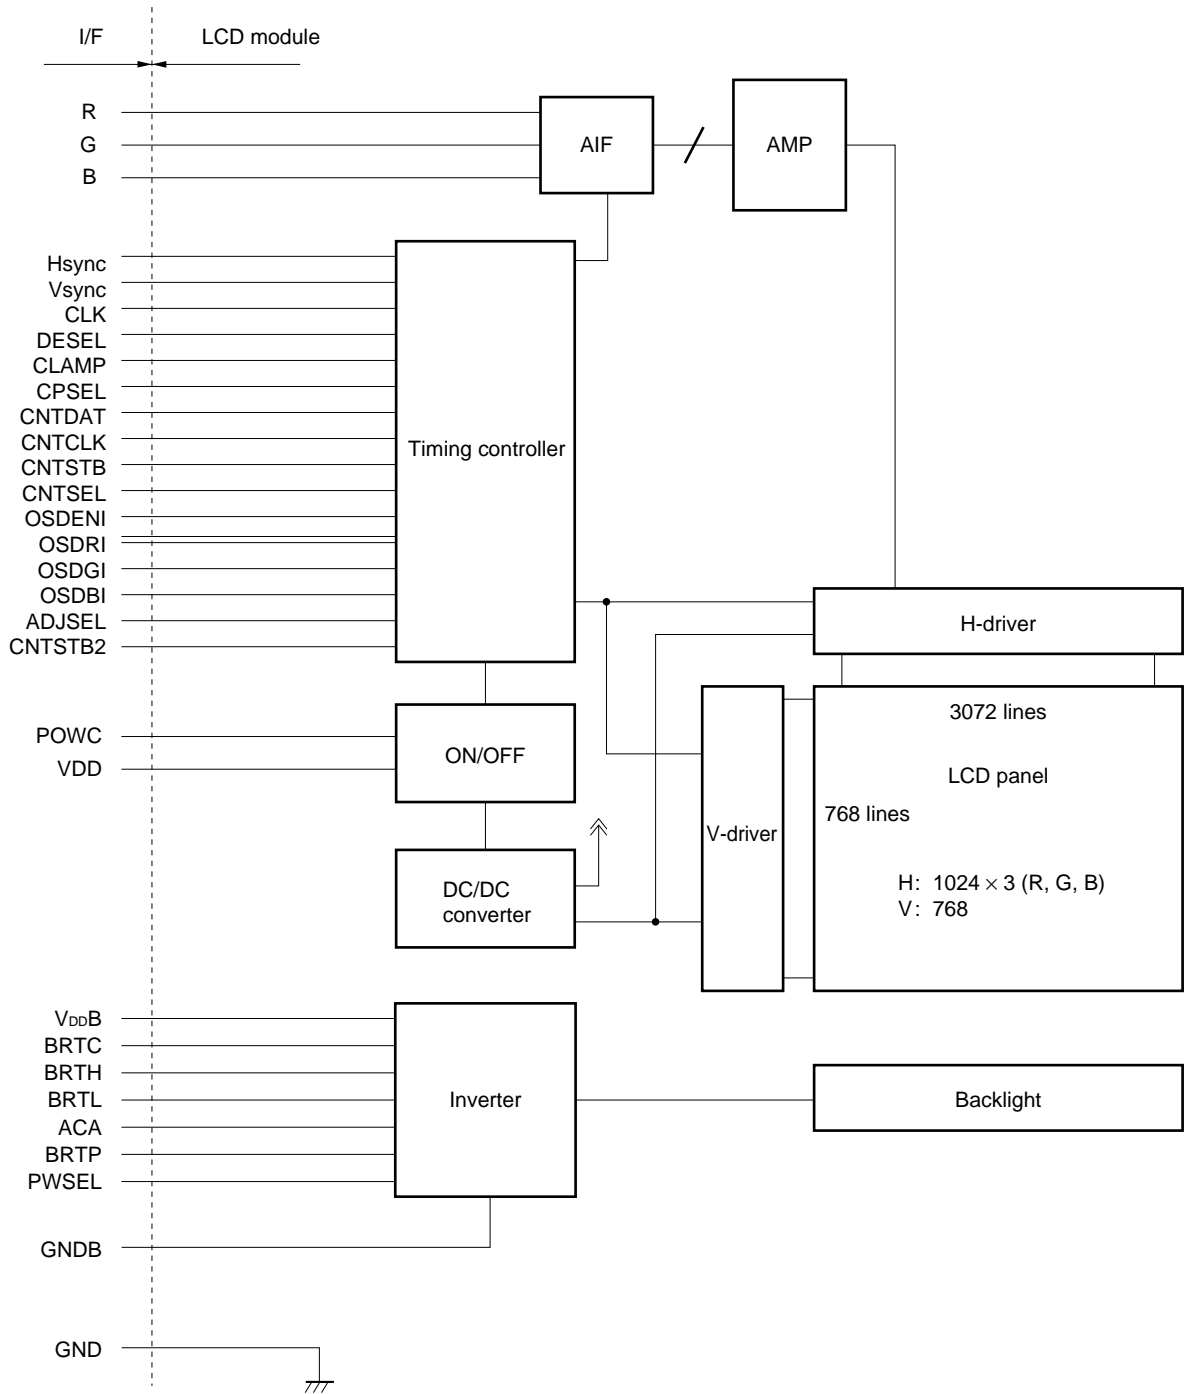 I/F LCD module
R
G
B
AIF
AMP
Hsync
Vsync
CLK
DESEL
CLAMP
CPSEL
CNTDAT
CNTCLK
CNTSTB
CNTSEL
OSDENI
OSDRI
OSDGI
OSDBI
ADJSEL
CNTSTB2
Timing controller
H-driver
POWC
VDD
ON/OFF
DC/DC
converter
V-driver
3072 lines
LCD panel
768 lines
H: 1024 × 3 (R, G, B)
V: 768
VDDB
BRTC
BRTH
BRTL
ACA
BRTP
PWSEL
Inverter
Backlight
GNDB
GND